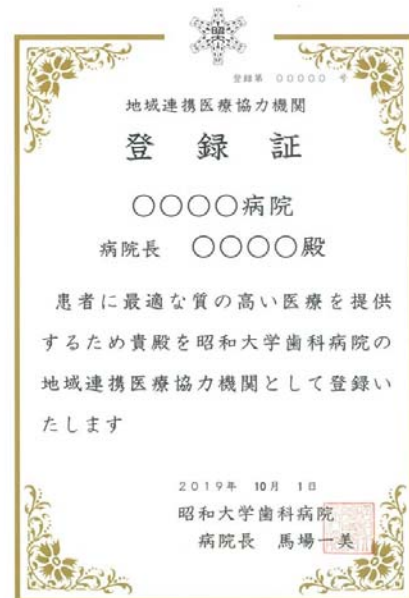 昭
登録第 00000 号
地域連携医療協力機関
登録証
○○○○病院
病院長 ○○○○殿
患者に最適な質の高い医療を提供
するため貴殿を昭和大学歯科病院の
地域連携医療協力機関として登録い
たします
2019年 10月 1日
昭和大学歯科病院
病院長 馬場一美